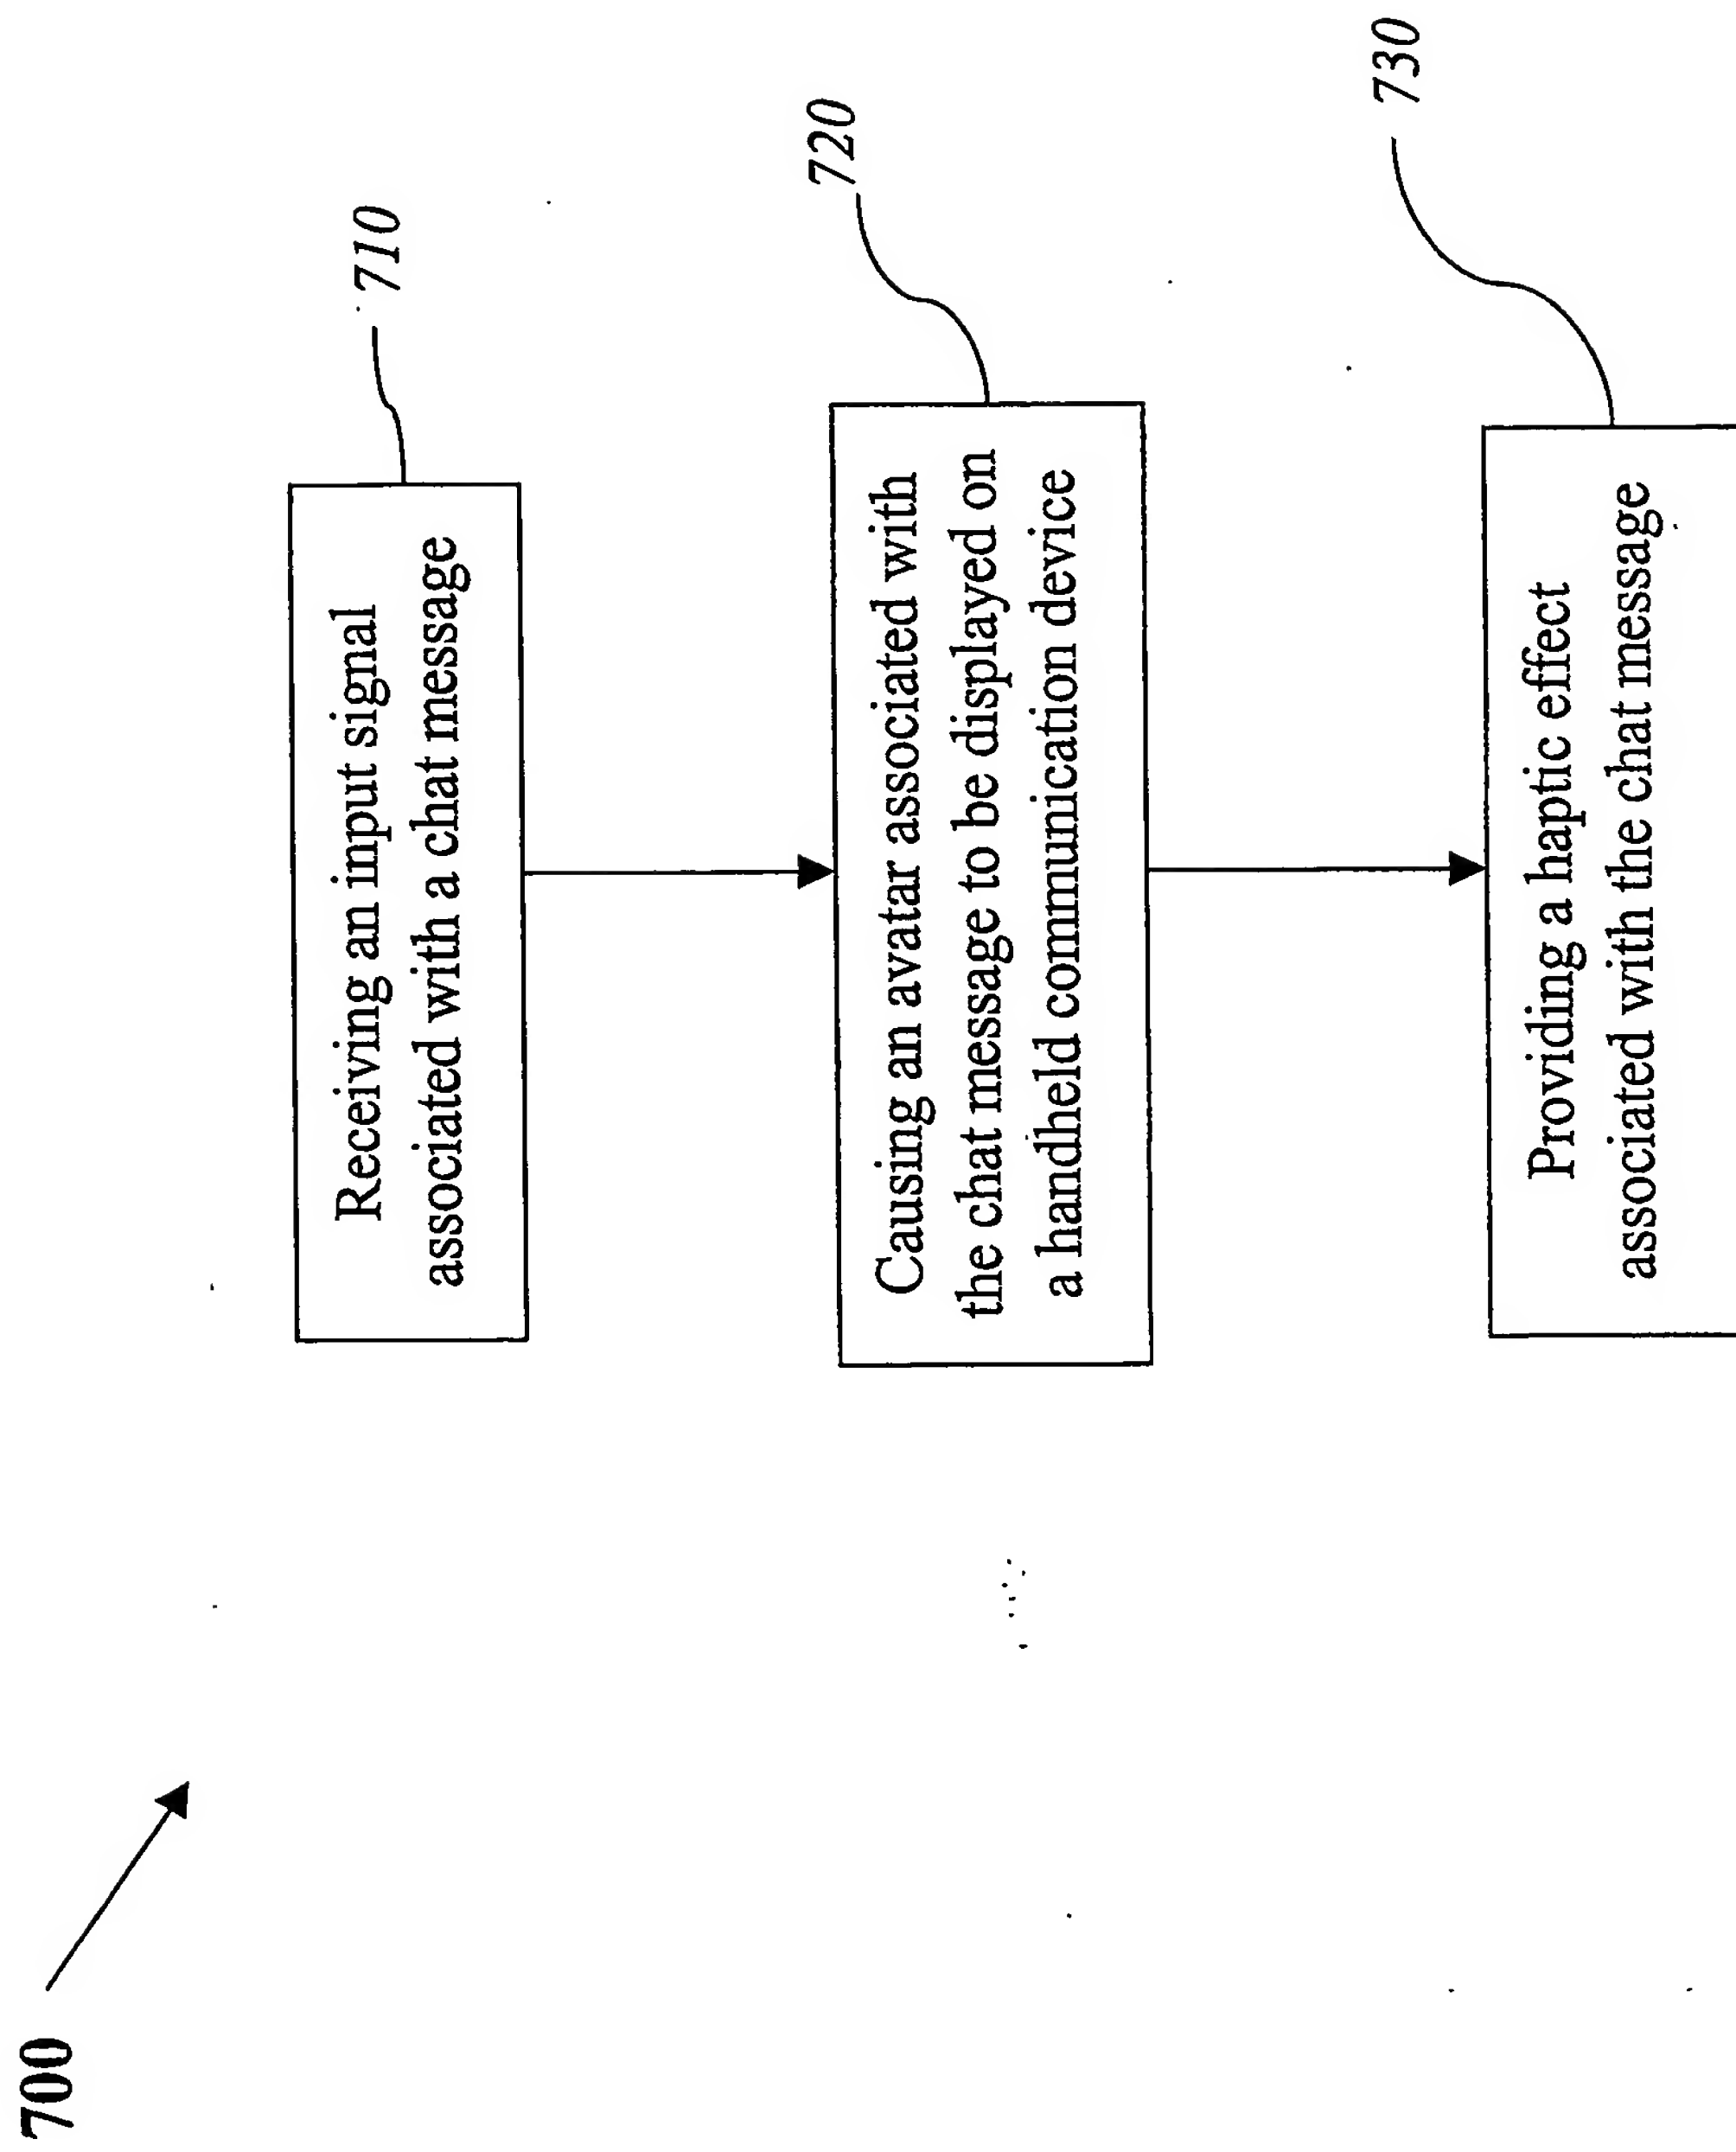 700
710
Receiving an input signal
associated with a chat message
720
Causing an avatar associated with
the chat message to be displayed on
a handheld communication device
730
Providing a haptic effect
associated with the chat message